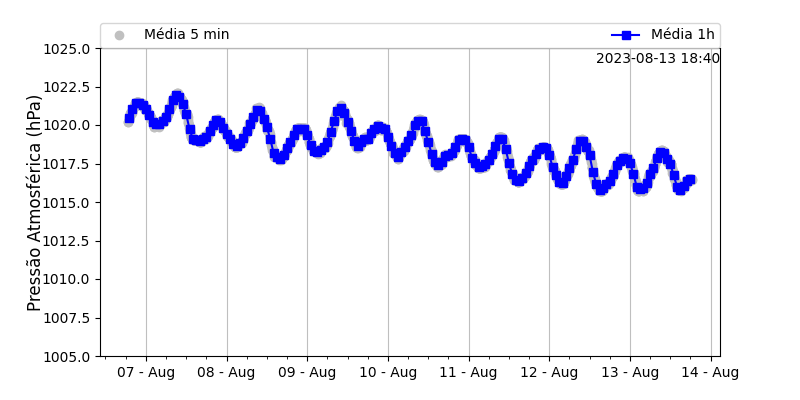 Média 5 min
Média 1h
2023-08-13 18:40
Pressão Atmosférica (hPa)
1025.0
1022.5
1020.0
1017.5
1015.0
1012.5
1010.0
1007.5
1005.0
07 - Aug
08 - Aug
09 - Aug
10 - Aug
11 - Aug
12 - Aug
13 - Aug
14 - Aug